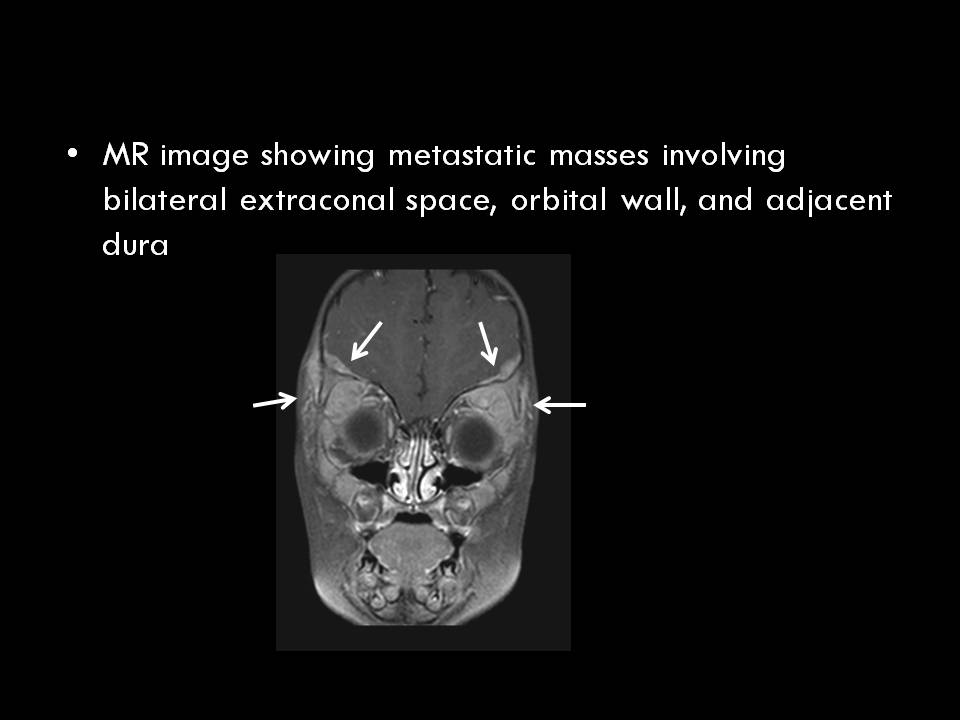 • MR image showing metastatic masses involving
bilateral extraconal space, orbital wall, and adjacent
dura